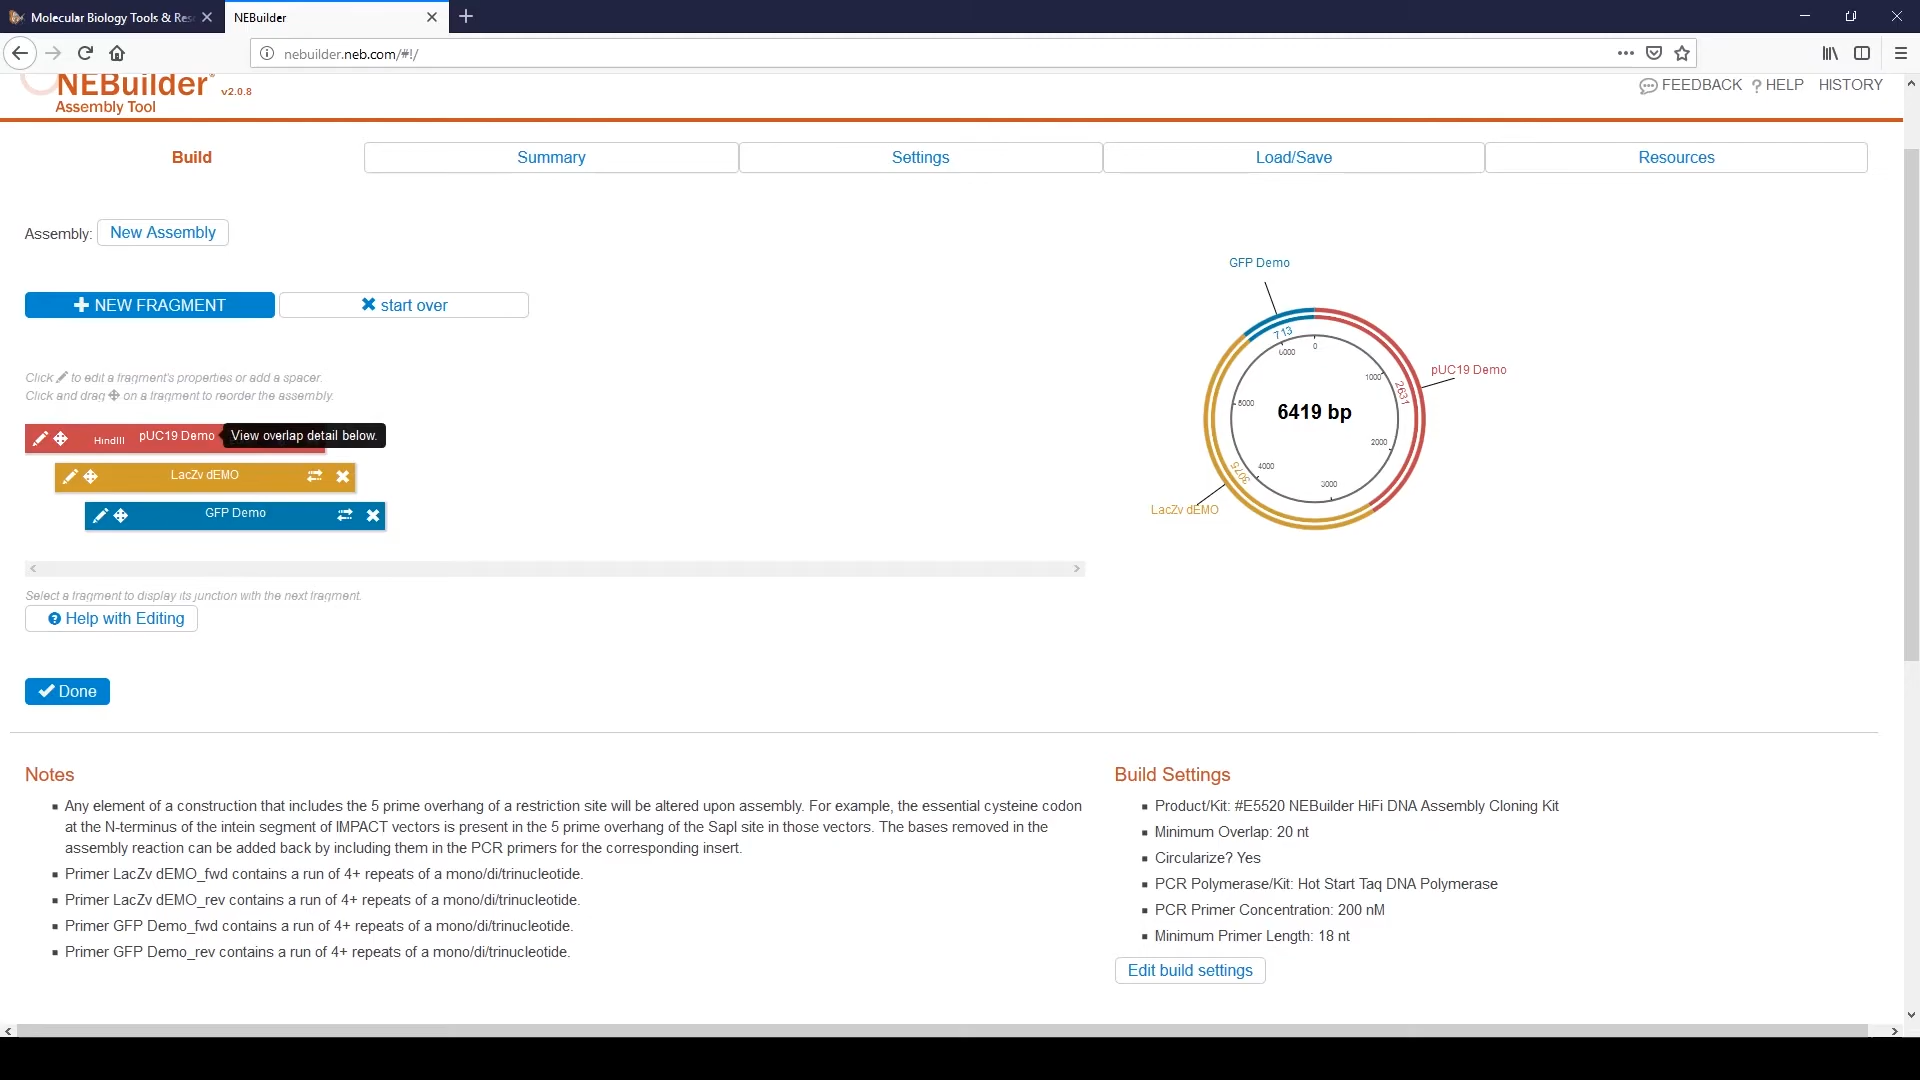 Molecular Biology Tools & Res
NEBuilder
nebuilder.neb.com/#!/
NEBuilder® v2.0.8
Assembly Tool
FEEDBACK ? HELP HISTORY
Build Summary Settings Load/Save Resources
Assembly: New Assembly
NEW FRAGMENT start over
Click to edit a fragment's properties or add a spacer.
Click and drag on a fragment to reorder the assembly.
HindIII pUC19 Demo View overlap detail below.
LacZv dEMO
GFP Demo
Select a fragment to display its junction with the next fragment.
Help with Editing
Done
GFP Demo
713
6000
0
pUC19 Demo
1000
2631
5000
6419 bp
2000
4000
3075
3000
LacZv dEMO
Notes
Any element of a construction that includes the 5 prime overhang of a restriction site will be altered upon assembly. For example, the essential cysteine codon
at the N-terminus of the intein segment of IMPACT vectors is present in the 5 prime overhang of the SapI site in those vectors. The bases removed in the
assembly reaction can be added back by including them in the PCR primers for the corresponding insert.
Primer LacZv dEMO_fwd contains a run of 4+ repeats of a mono/di/trinucleotide.
Primer LacZv dEMO_rev contains a run of 4+ repeats of a mono/di/trinucleotide.
Primer GFP Demo_fwd contains a run of 4+ repeats of a mono/di/trinucleotide.
Primer GFP Demo_rev contains a run of 4+ repeats of a mono/di/trinucleotide.
Build Settings
Product/Kit: #E5520 NEBuilder HiFi DNA Assembly Cloning Kit
Minimum Overlap: 20 nt
Circularize? Yes
PCR Polymerase/Kit: Hot Start Taq DNA Polymerase
PCR Primer Concentration: 200 nM
Minimum Primer Length: 18 nt
Edit build settings